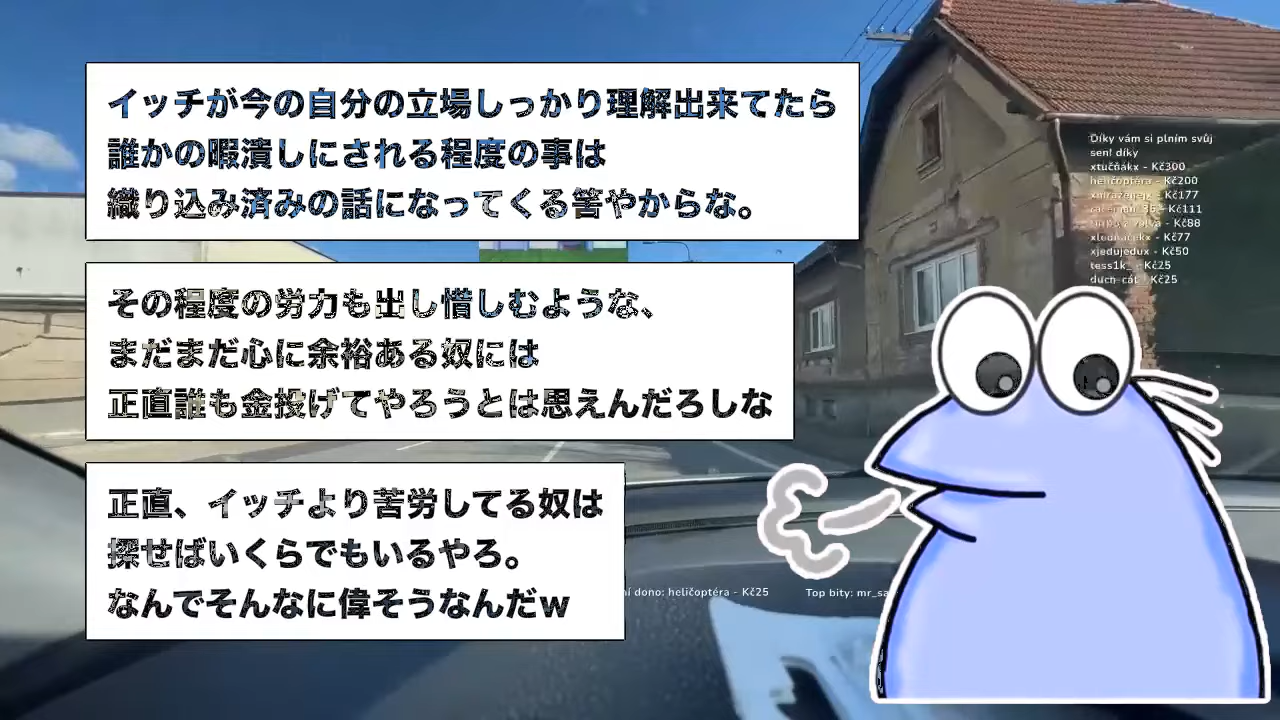 イッチが今の自分の立場しっかり理解出来てたら
誰かの暇潰しにされる程度の事は
織り込み済みの話になってくる筈やからな。
その程度の労力も出し惜しむような、
まだまだ心に余裕ある奴には
正直誰も金投げてやろうとは思えんだろしな
正直、イッチより苦労してる奴は
探せばいくらでもいるやろ。
なんでそんなに偉そうなんだw
Díky vám si plním svůj
sen! díky
xtučňákx - Kč300
helicoptéra - Kč200
- Kč177
- Kč111
- Kč88
- Kč77
xjedujedux - Kč50
tess1k_ - Kč25
duch-cat - Kč25
ní dono: helicoptéra - Kč25
Top bity: mr_sa